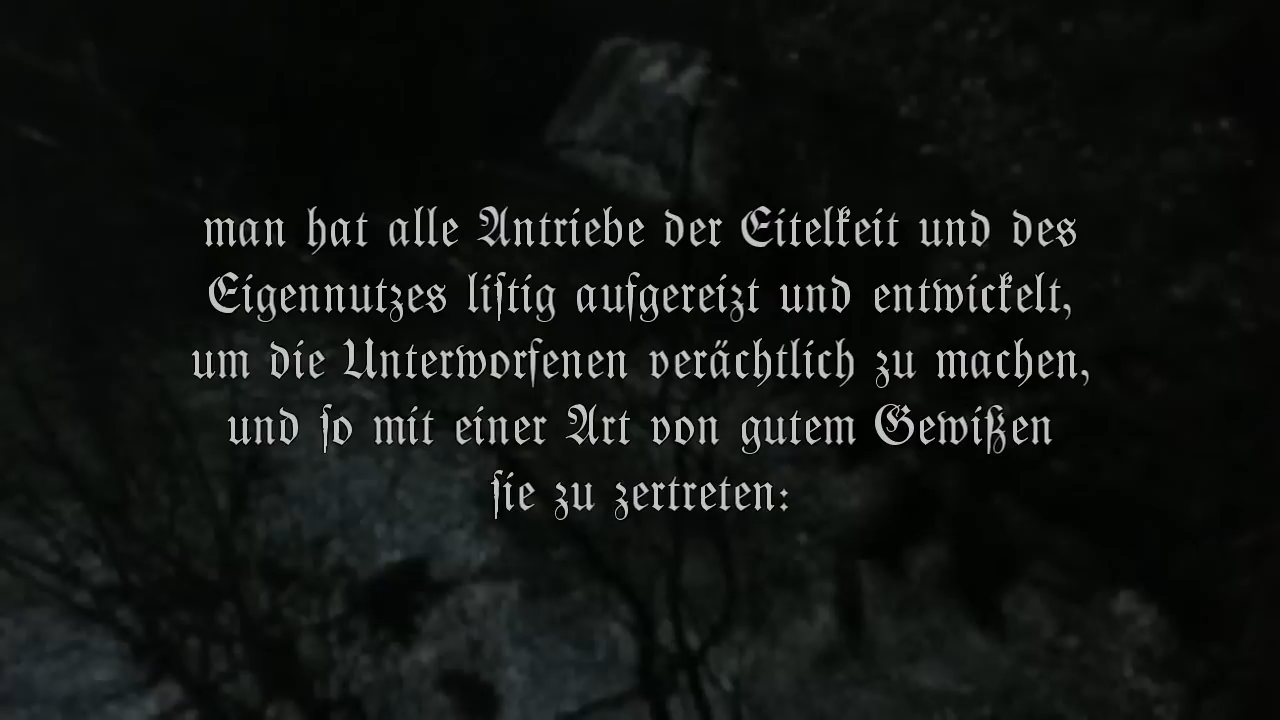 man hat alle Antriebe der Eitelkeit und des
Eigennutzes liſtig aufgereizt und entwickelt,
um die Unterworfenen verächtlich zu machen,
und ſo mit einer Art von gutem Gewißen
ſie zu zertreten: